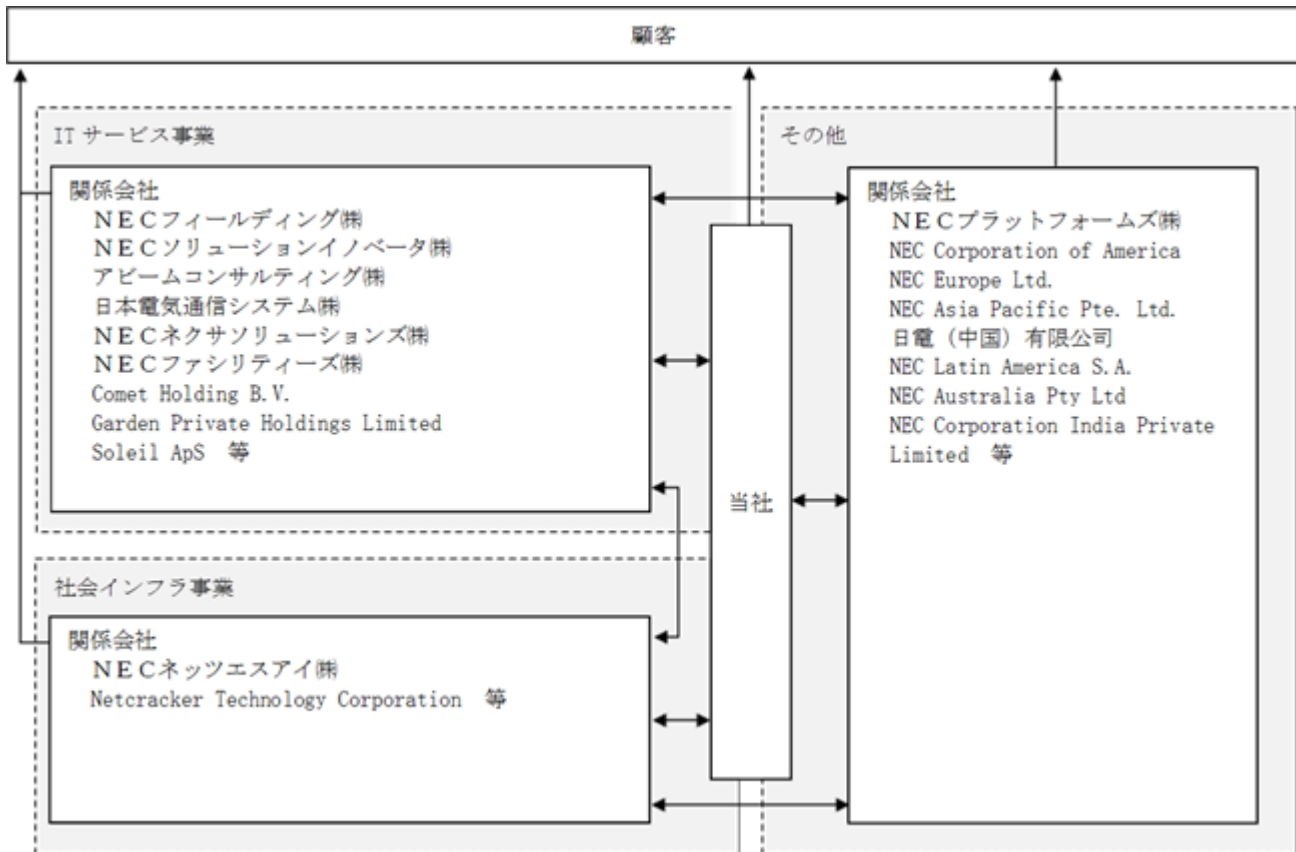 顧客
IT サービス事業
関係会社
ＮＥＣフィールディング㈱
ＮＥＣソリューションイノベータ㈱
アビームコンサルティング㈱
日本電気通信システム㈱
ＮＥＣネクサソリューションズ㈱
ＮＥＣファシリティーズ㈱
Comet Holding B.V.
Garden Private Holdings Limited
Soleil ApS　等
社会インフラ事業
関係会社
ＮＥＣネッツエスアイ㈱
Netcracker Technology Corporation　等
当社
その他
関係会社
ＮＥＣプラットフォームズ㈱
NEC Corporation of America
NEC Europe Ltd.
NEC Asia Pacific Pte. Ltd.
日電（中国）有限公司
NEC Latin America S.A.
NEC Australia Pty Ltd
NEC Corporation India Private
Limited　等